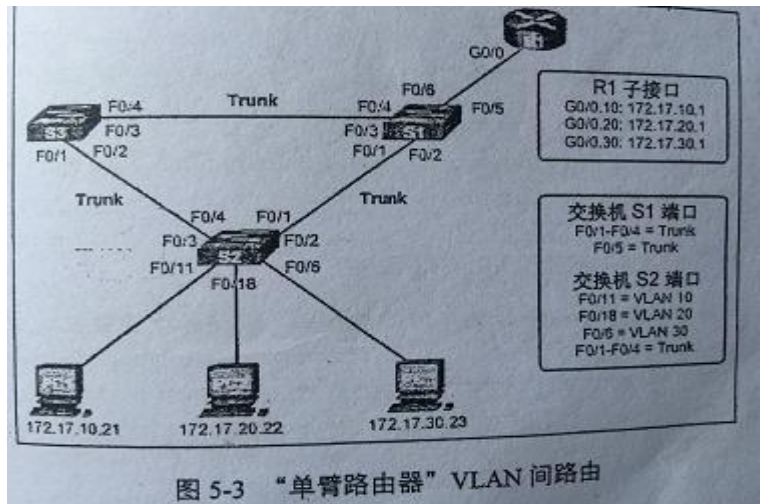 G0/0
F0/6
F0/4
Trunk
F0/4
F0/5
F0/3
F0/3
S3
S1
F0/1
F0/2
F0/1
F0/2
Trunk
Trunk
F0/4
F0/1
F0/3
F0/2
S2
F0/11
F0/18
F0/6
172.17.10.21
172.17.20.22
172.17.30.23
R1 子接口
G0/0.10: 172.17.10.1
G0/0.20: 172.17.20.1
G0/0.30: 172.17.30.1
交换机 S1 端口
F0/1-F0/4 = Trunk
F0/5 = Trunk
交换机 S2 端口
F0/11 = VLAN 10
F0/18 = VLAN 20
F0/6 = VLAN 30
F0/1-F0/4 = Trunk
图 5-3 “单臂路由器” VLAN 间路由